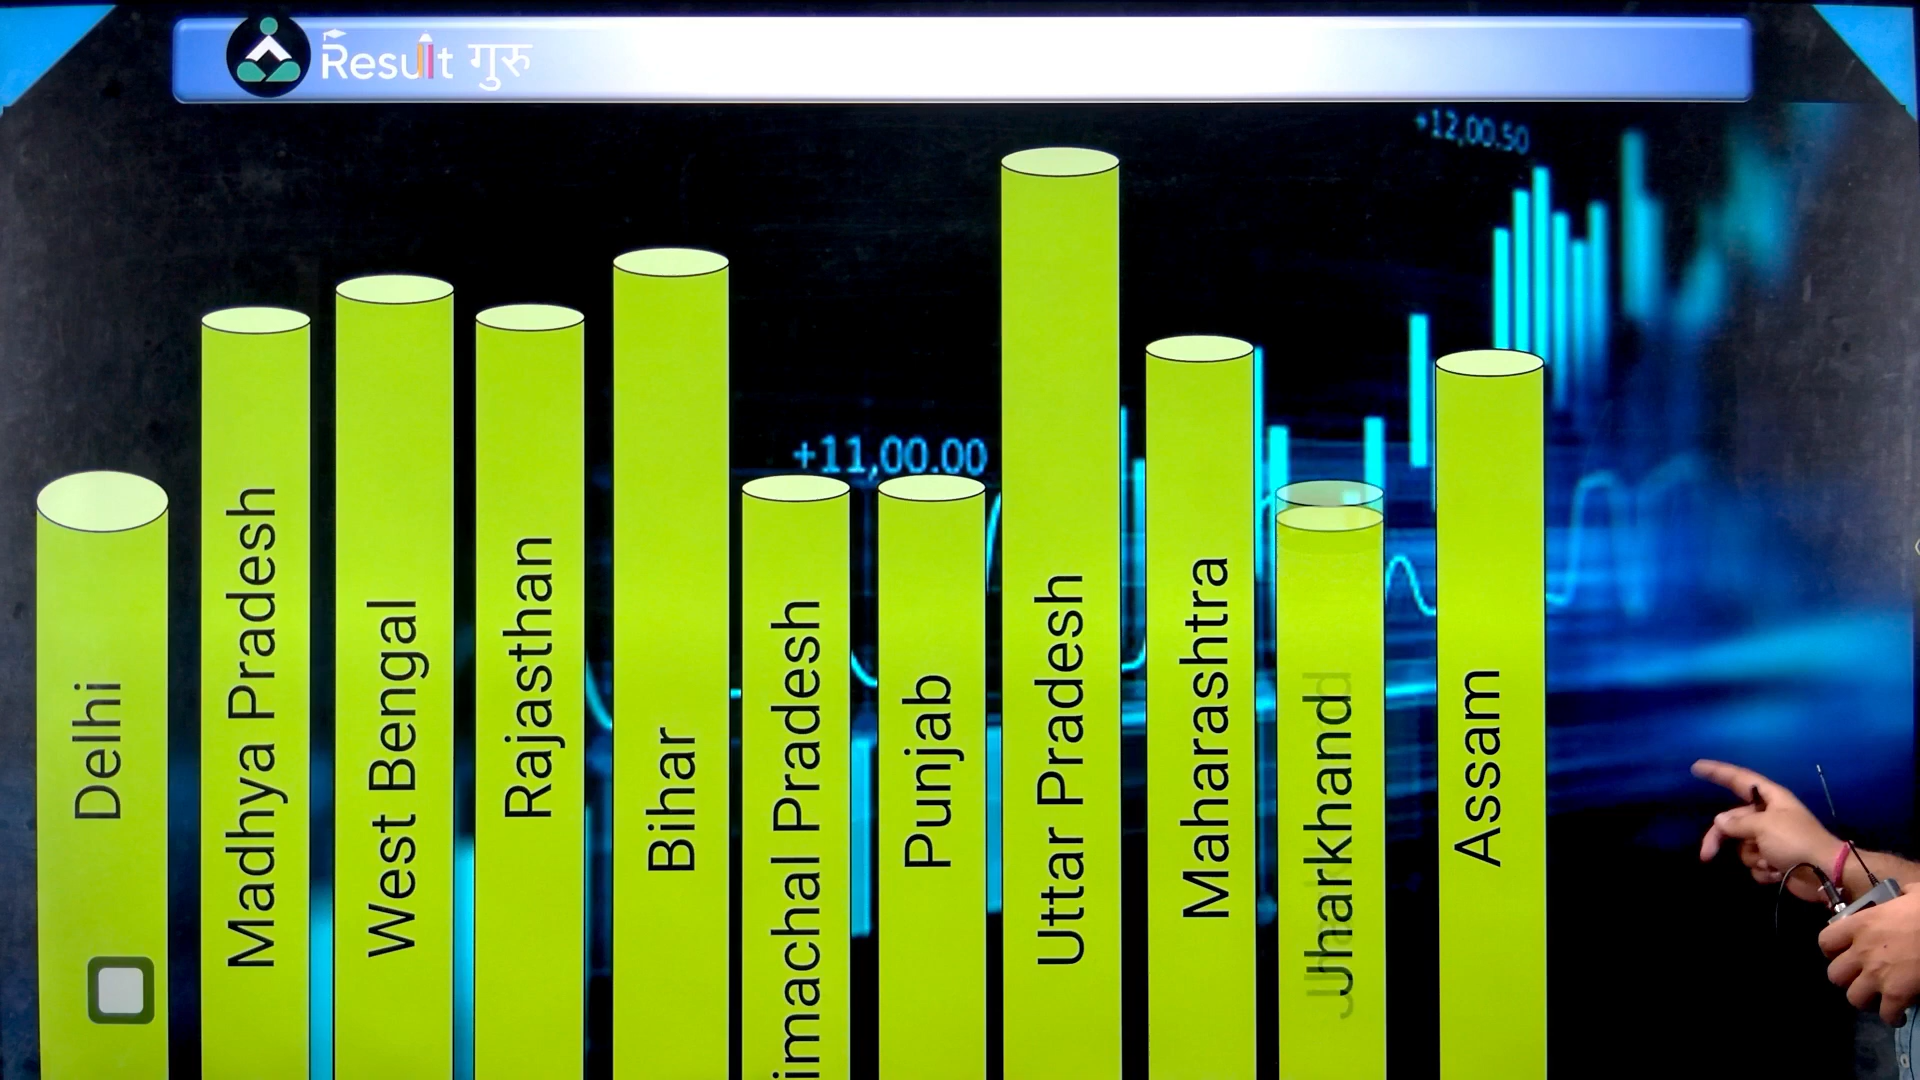 Result गुरु
+12,00.50
+11,00.00
Delhi
Madhya Pradesh
West Bengal
Rajasthan
Bihar
imachal Pradesh
Punjab
Uttar Pradesh
Maharashtra
Jharkhand
Assam